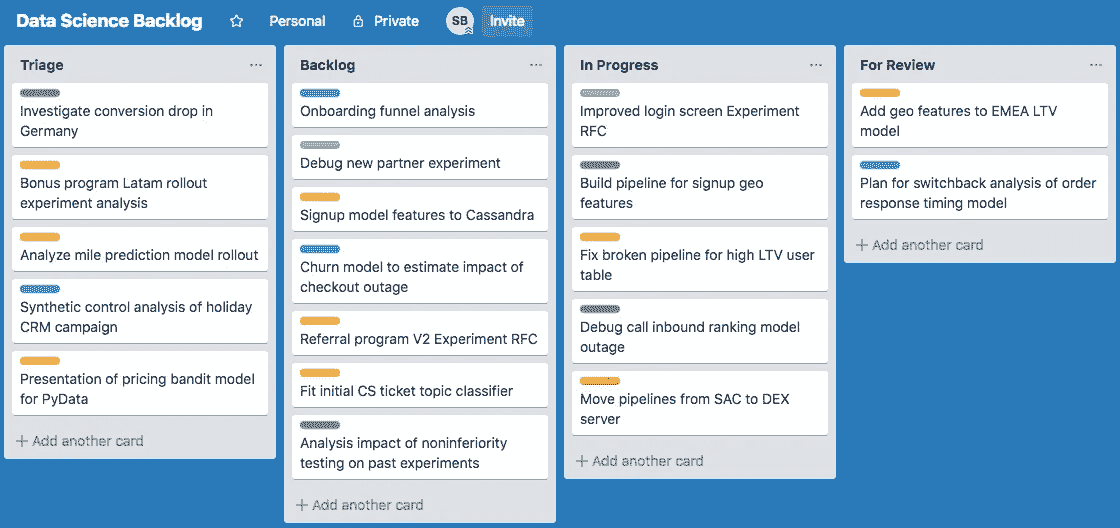 Data Science Backlog
Personal
Private
SB
Invite
Triage
Investigate conversion drop in
Germany
Bonus program Latam rollout
experiment analysis
Analyze mile prediction model rollout
Synthetic control analysis of holiday
CRM campaign
Presentation of pricing bandit model
for PyData
+ Add another card
Backlog
Onboarding funnel analysis
Debug new partner experiment
Signup model features to Cassandra
Churn model to estimate impact of
checkout outage
Referral program V2 Experiment RFC
Fit initial CS ticket topic classifier
Analysis impact of noninferiority
testing on past experiments
+ Add another card
In Progress
Improved login screen Experiment
RFC
Build pipeline for signup geo
features
Fix broken pipeline for high LTV user
table
Debug call inbound ranking model
outage
Move pipelines from SAC to DEX
server
+ Add another card
For Review
Add geo features to EMEA LTV
model
Plan for switchback analysis of order
response timing model
+ Add another card